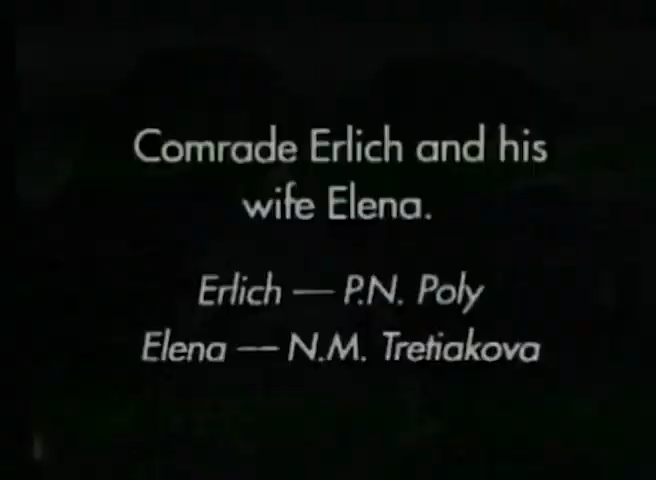 Comrade Erlich and his
wife Elena.
Erlich — P.N. Poly
Elena — N.M. Tretiakova